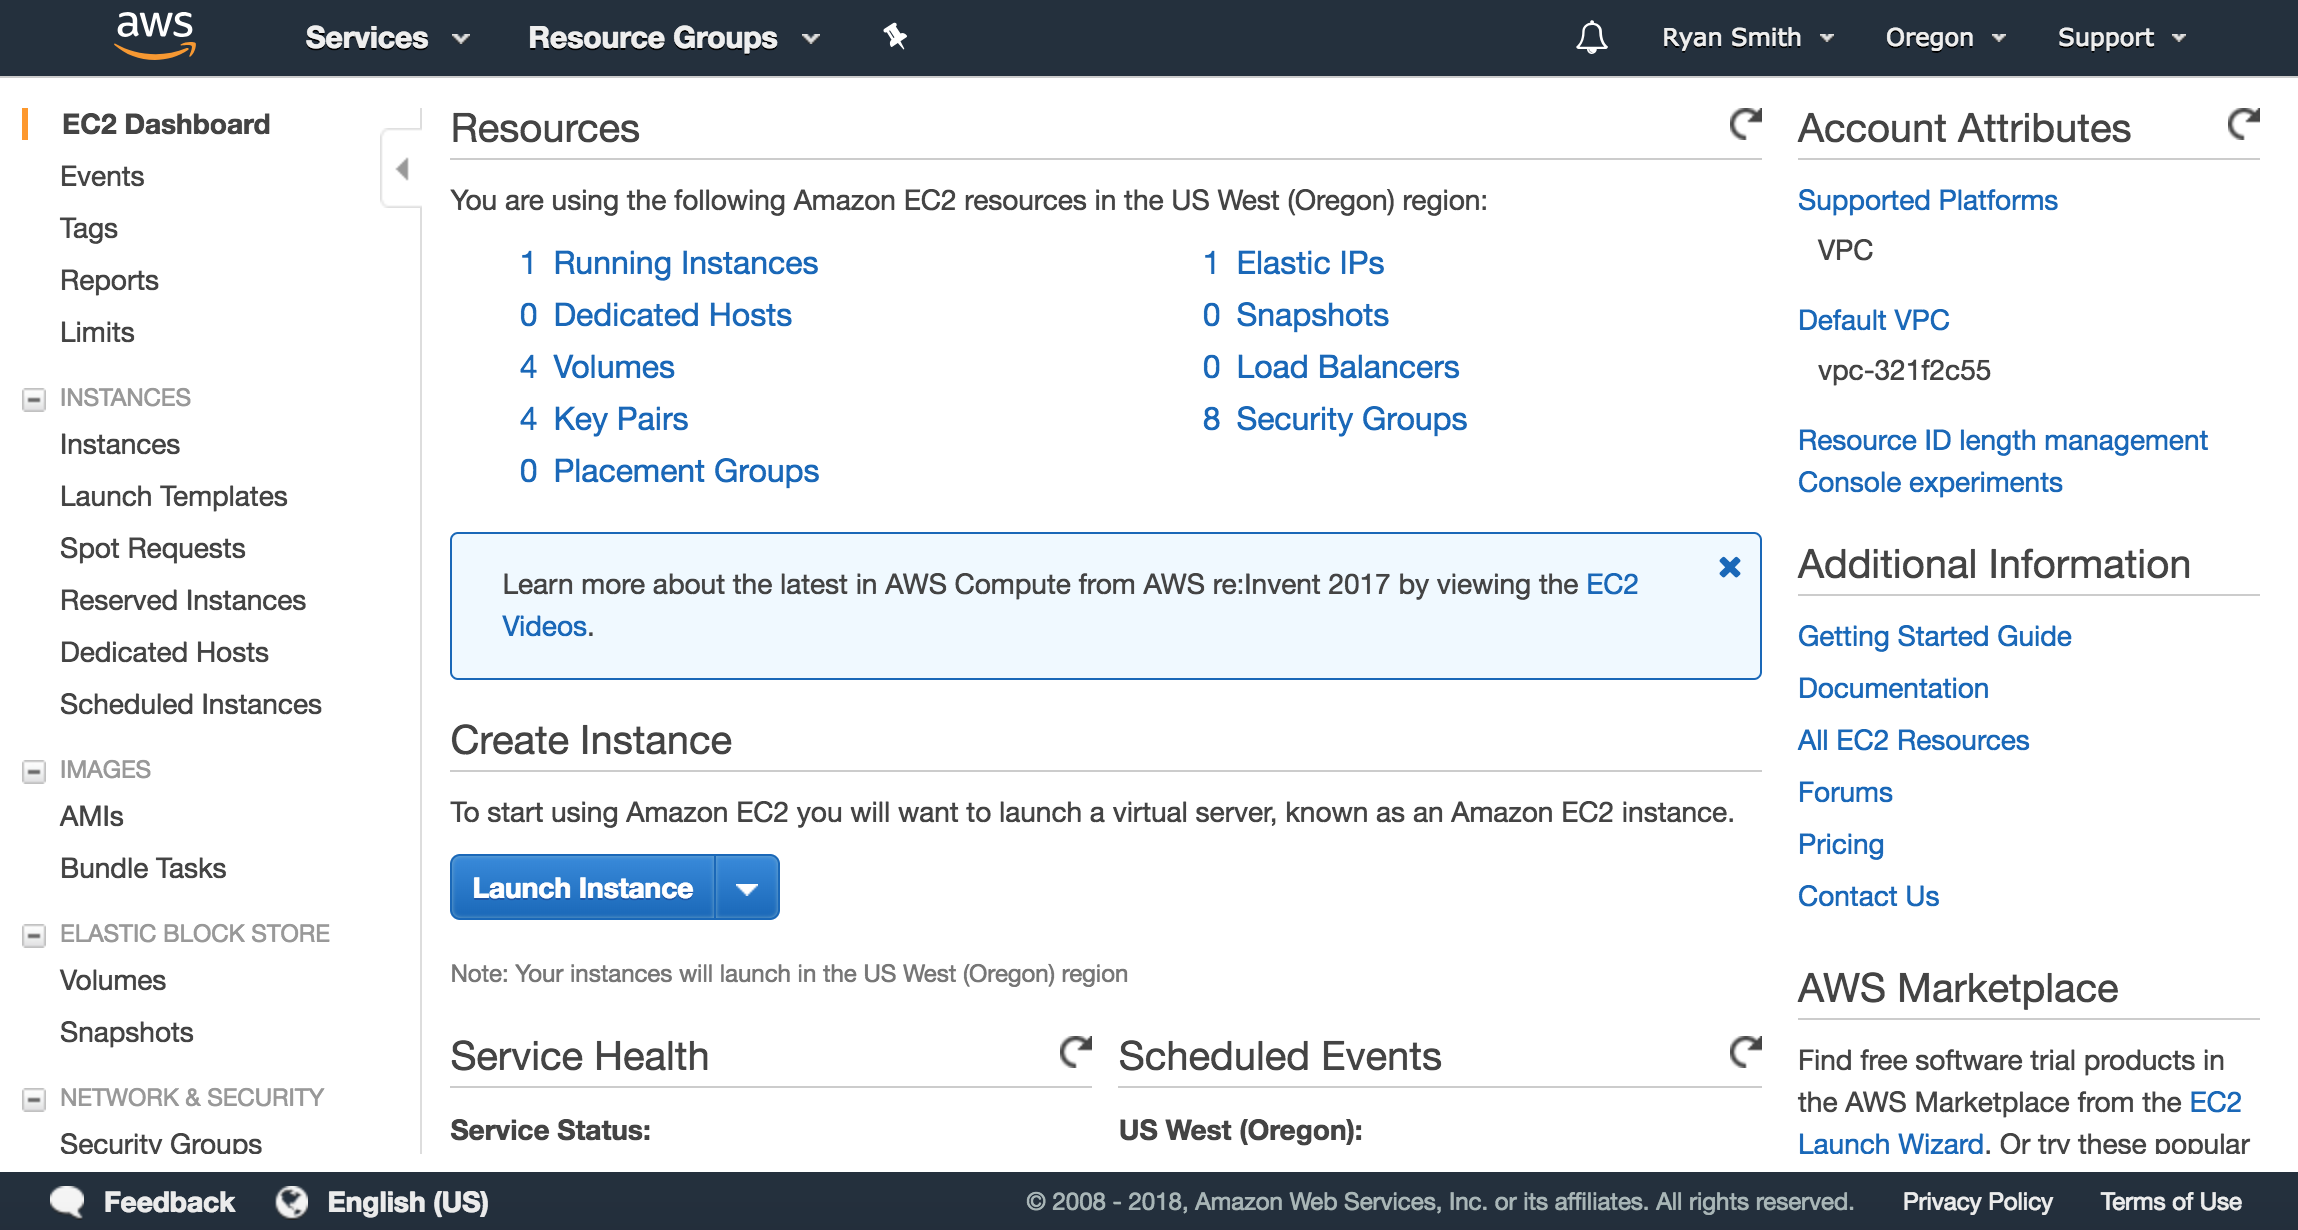 aws
Services
Resource Groups
Ryan Smith
Oregon
Support
EC2 Dashboard
Events
Tags
Reports
Limits
INSTANCES
Instances
Launch Templates
Spot Requests
Reserved Instances
Dedicated Hosts
Scheduled Instances
IMAGES
AMIs
Bundle Tasks
ELASTIC BLOCK STORE
Volumes
Snapshots
NETWORK & SECURITY
Security Groups
Resources
You are using the following Amazon EC2 resources in the US West (Oregon) region:
1 Running Instances
0 Dedicated Hosts
4 Volumes
4 Key Pairs
0 Placement Groups
1 Elastic IPs
0 Snapshots
0 Load Balancers
8 Security Groups
Learn more about the latest in AWS Compute from AWS re:Invent 2017 by viewing the EC2
Videos.
Create Instance
To start using Amazon EC2 you will want to launch a virtual server, known as an Amazon EC2 instance.
Launch Instance
Note: Your instances will launch in the US West (Oregon) region
Service Health
Service Status:
Scheduled Events
US West (Oregon):
Account Attributes
Supported Platforms
VPC
Default VPC
vpc-321f2c55
Resource ID length management
Console experiments
Additional Information
Getting Started Guide
Documentation
All EC2 Resources
Forums
Pricing
Contact Us
AWS Marketplace
Find free software trial products in
the AWS Marketplace from the EC2
Launch Wizard. Or try these popular
Feedback
English (US)
© 2008 - 2018, Amazon Web Services, Inc. or its affiliates. All rights reserved.
Privacy Policy
Terms of Use